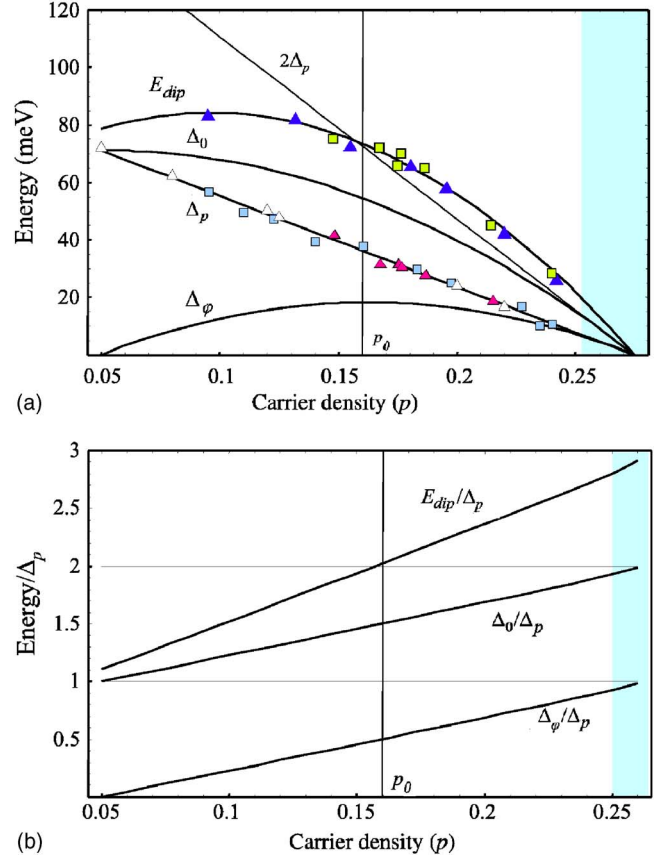 120
100
80
60
40
20
Energy (meV)
2Δp
E dip
Δ0
Δp
Δφ
p0
0.05
0.1
0.15
0.2
0.25
(a)
Carrier density (p)
3
2.5
2
1.5
1
0.5
Energy/Δp
E dip/Δp
Δ0/Δp
Δφ/Δp
p0
0.05
0.1
0.15
0.2
0.25
(b)
Carrier density (p)